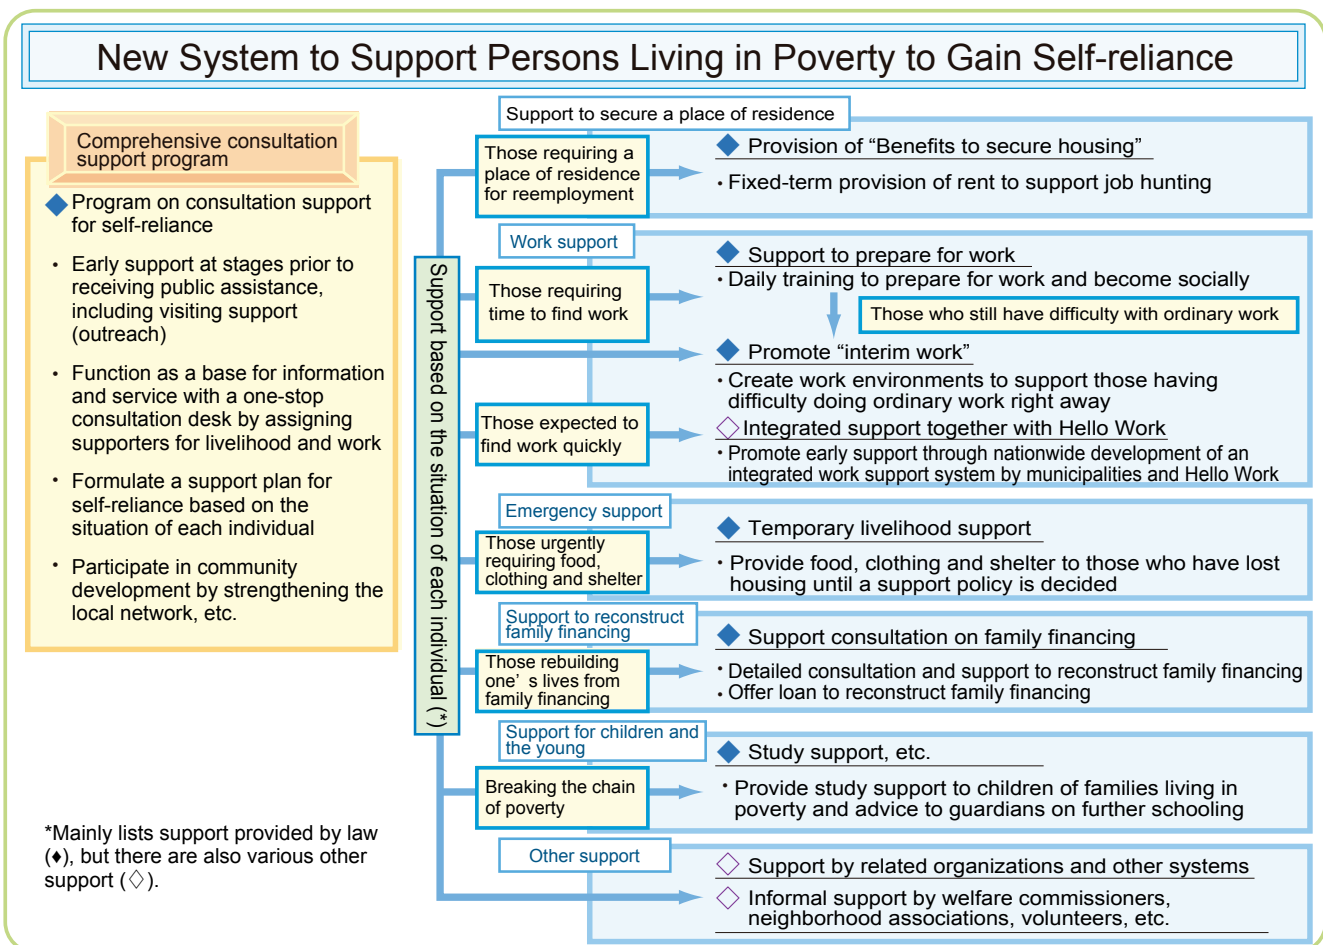 New System to Support Persons Living in Poverty to Gain Self-reliance
Comprehensive consultation
support program
◆ Program on consultation support
for self-reliance
・ Early support at stages prior to
receiving public assistance,
including visiting support
(outreach)
・ Function as a base for information
and service with a one-stop
consultation desk by assigning
supporters for livelihood and work
・ Formulate a support plan for
self-reliance based on the
situation of each individual
・ Participate in community
development by strengthening the
local network, etc.
*Mainly lists support provided by law
(♦), but there are also various other
support (◇).
Support based on the situation of each individual (*)
Support to secure a place of residence
Those requiring a
place of residence
for reemployment
◆ Provision of “Benefits to secure housing”
・Fixed-term provision of rent to support job hunting
Work support
Those requiring
time to find work
◆ Support to prepare for work
・Daily training to prepare for work and become socially
Those who still have difficulty with ordinary work
◆ Promote “interim work”
・Create work environments to support those having
difficulty doing ordinary work right away
Those expected to
find work quickly
◇ Integrated support together with Hello Work
・Promote early support through nationwide development of an
integrated work support system by municipalities and Hello Work
Emergency support
Those urgently
requiring food,
clothing and shelter
◆ Temporary livelihood support
・Provide food, clothing and shelter to those who have lost
housing until a support policy is decided
Support to reconstruct
family financing
Those rebuilding
one’ s lives from
family financing
◆ Support consultation on family financing
・Detailed consultation and support to reconstruct family financing
・Offer loan to reconstruct family financing
Support for children and
the young
Breaking the chain
of poverty
◆ Study support, etc.
・Provide study support to children of families living in
poverty and advice to guardians on further schooling
Other support
◇ Support by related organizations and other systems
◇ Informal support by welfare commissioners,
neighborhood associations, volunteers, etc.